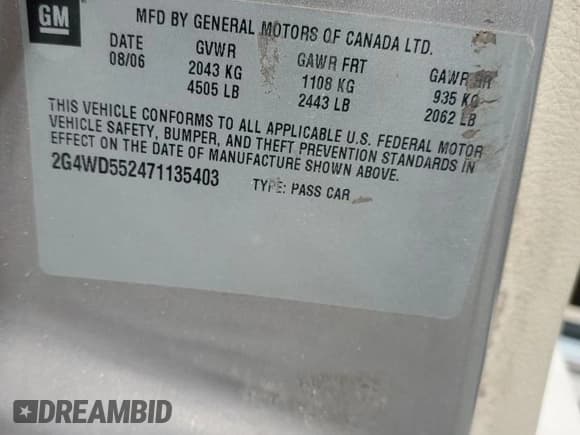 GM
MFD BY GENERAL MOTORS OF CANADA LTD.
DATE GVWR GAWR FRT GAWR RR
08/06 2043 KG 1108 KG 935 KG
4505 LB 2443 LB 2062 LB
THIS VEHICLE CONFORMS TO ALL APPLICABLE U.S. FEDERAL MOTOR
VEHICLE SAFETY, BUMPER, AND THEFT PREVENTION STANDARDS IN
EFFECT ON THE DATE OF MANUFACTURE SHOWN ABOVE.
2G4WD552471135403 TYPE: PASS CAR
DREAMBID